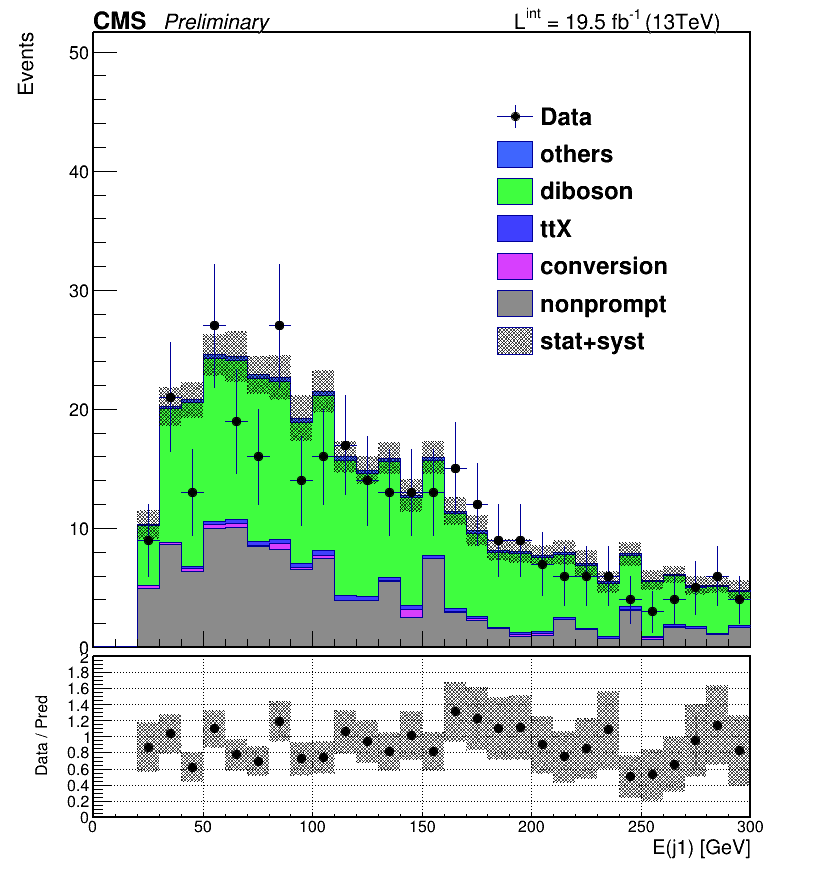 CMS Preliminary L^int = 19.5 fb^-1 (13TeV)
Events
50
40
30
20
10
0
Data
others
diboson
ttX
conversion
nonprompt
stat+syst
Data / Pred
2
1.8
1.6
1.4
1.2
1
0.8
0.6
0.4
0.2
0
0 50 100 150 200 250 300
E(j1) [GeV]